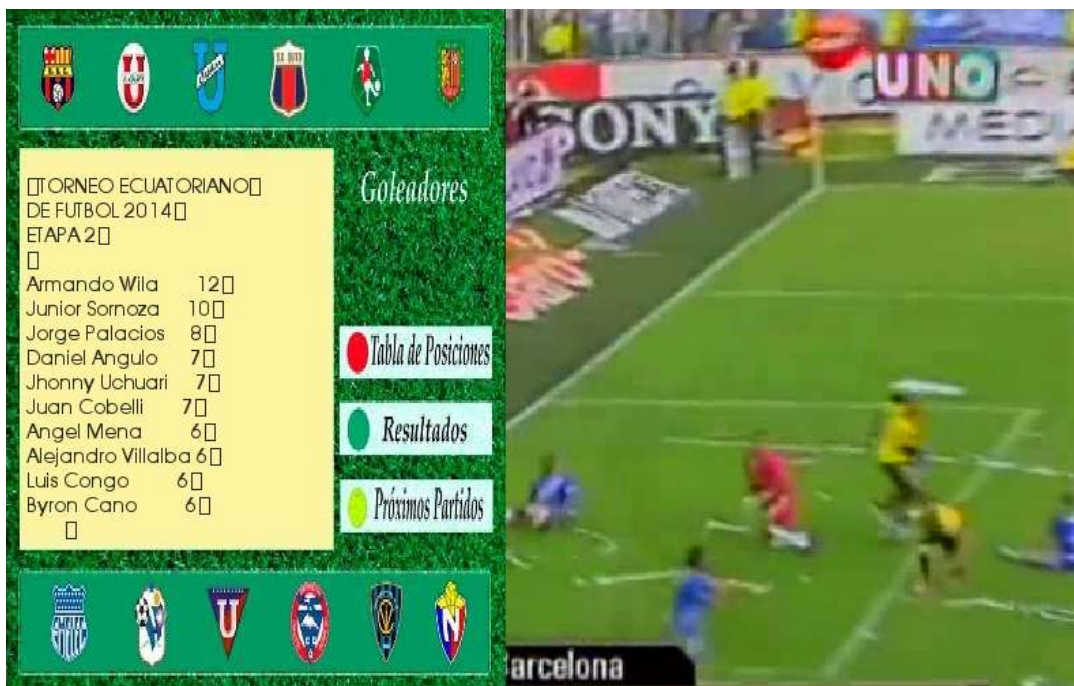 TORNEO ECUATORIANO
DE FUTBOL 2014
ETAPA 2
Armando Wila 12
Junior Sornoza 10
Jorge Palacios 8
Daniel Angulo 7
Jhonny Uchuari 7
Juan Cobelli 7
Angel Mena 6
Alejandro Villalba 6
Luis Congo 6
Byron Cano 6
Goleadores
Tabla de Posiciones
Resultados
Próximos Partidos
EMELEC
U
N
UNO
SONY
MEDI
arcelona